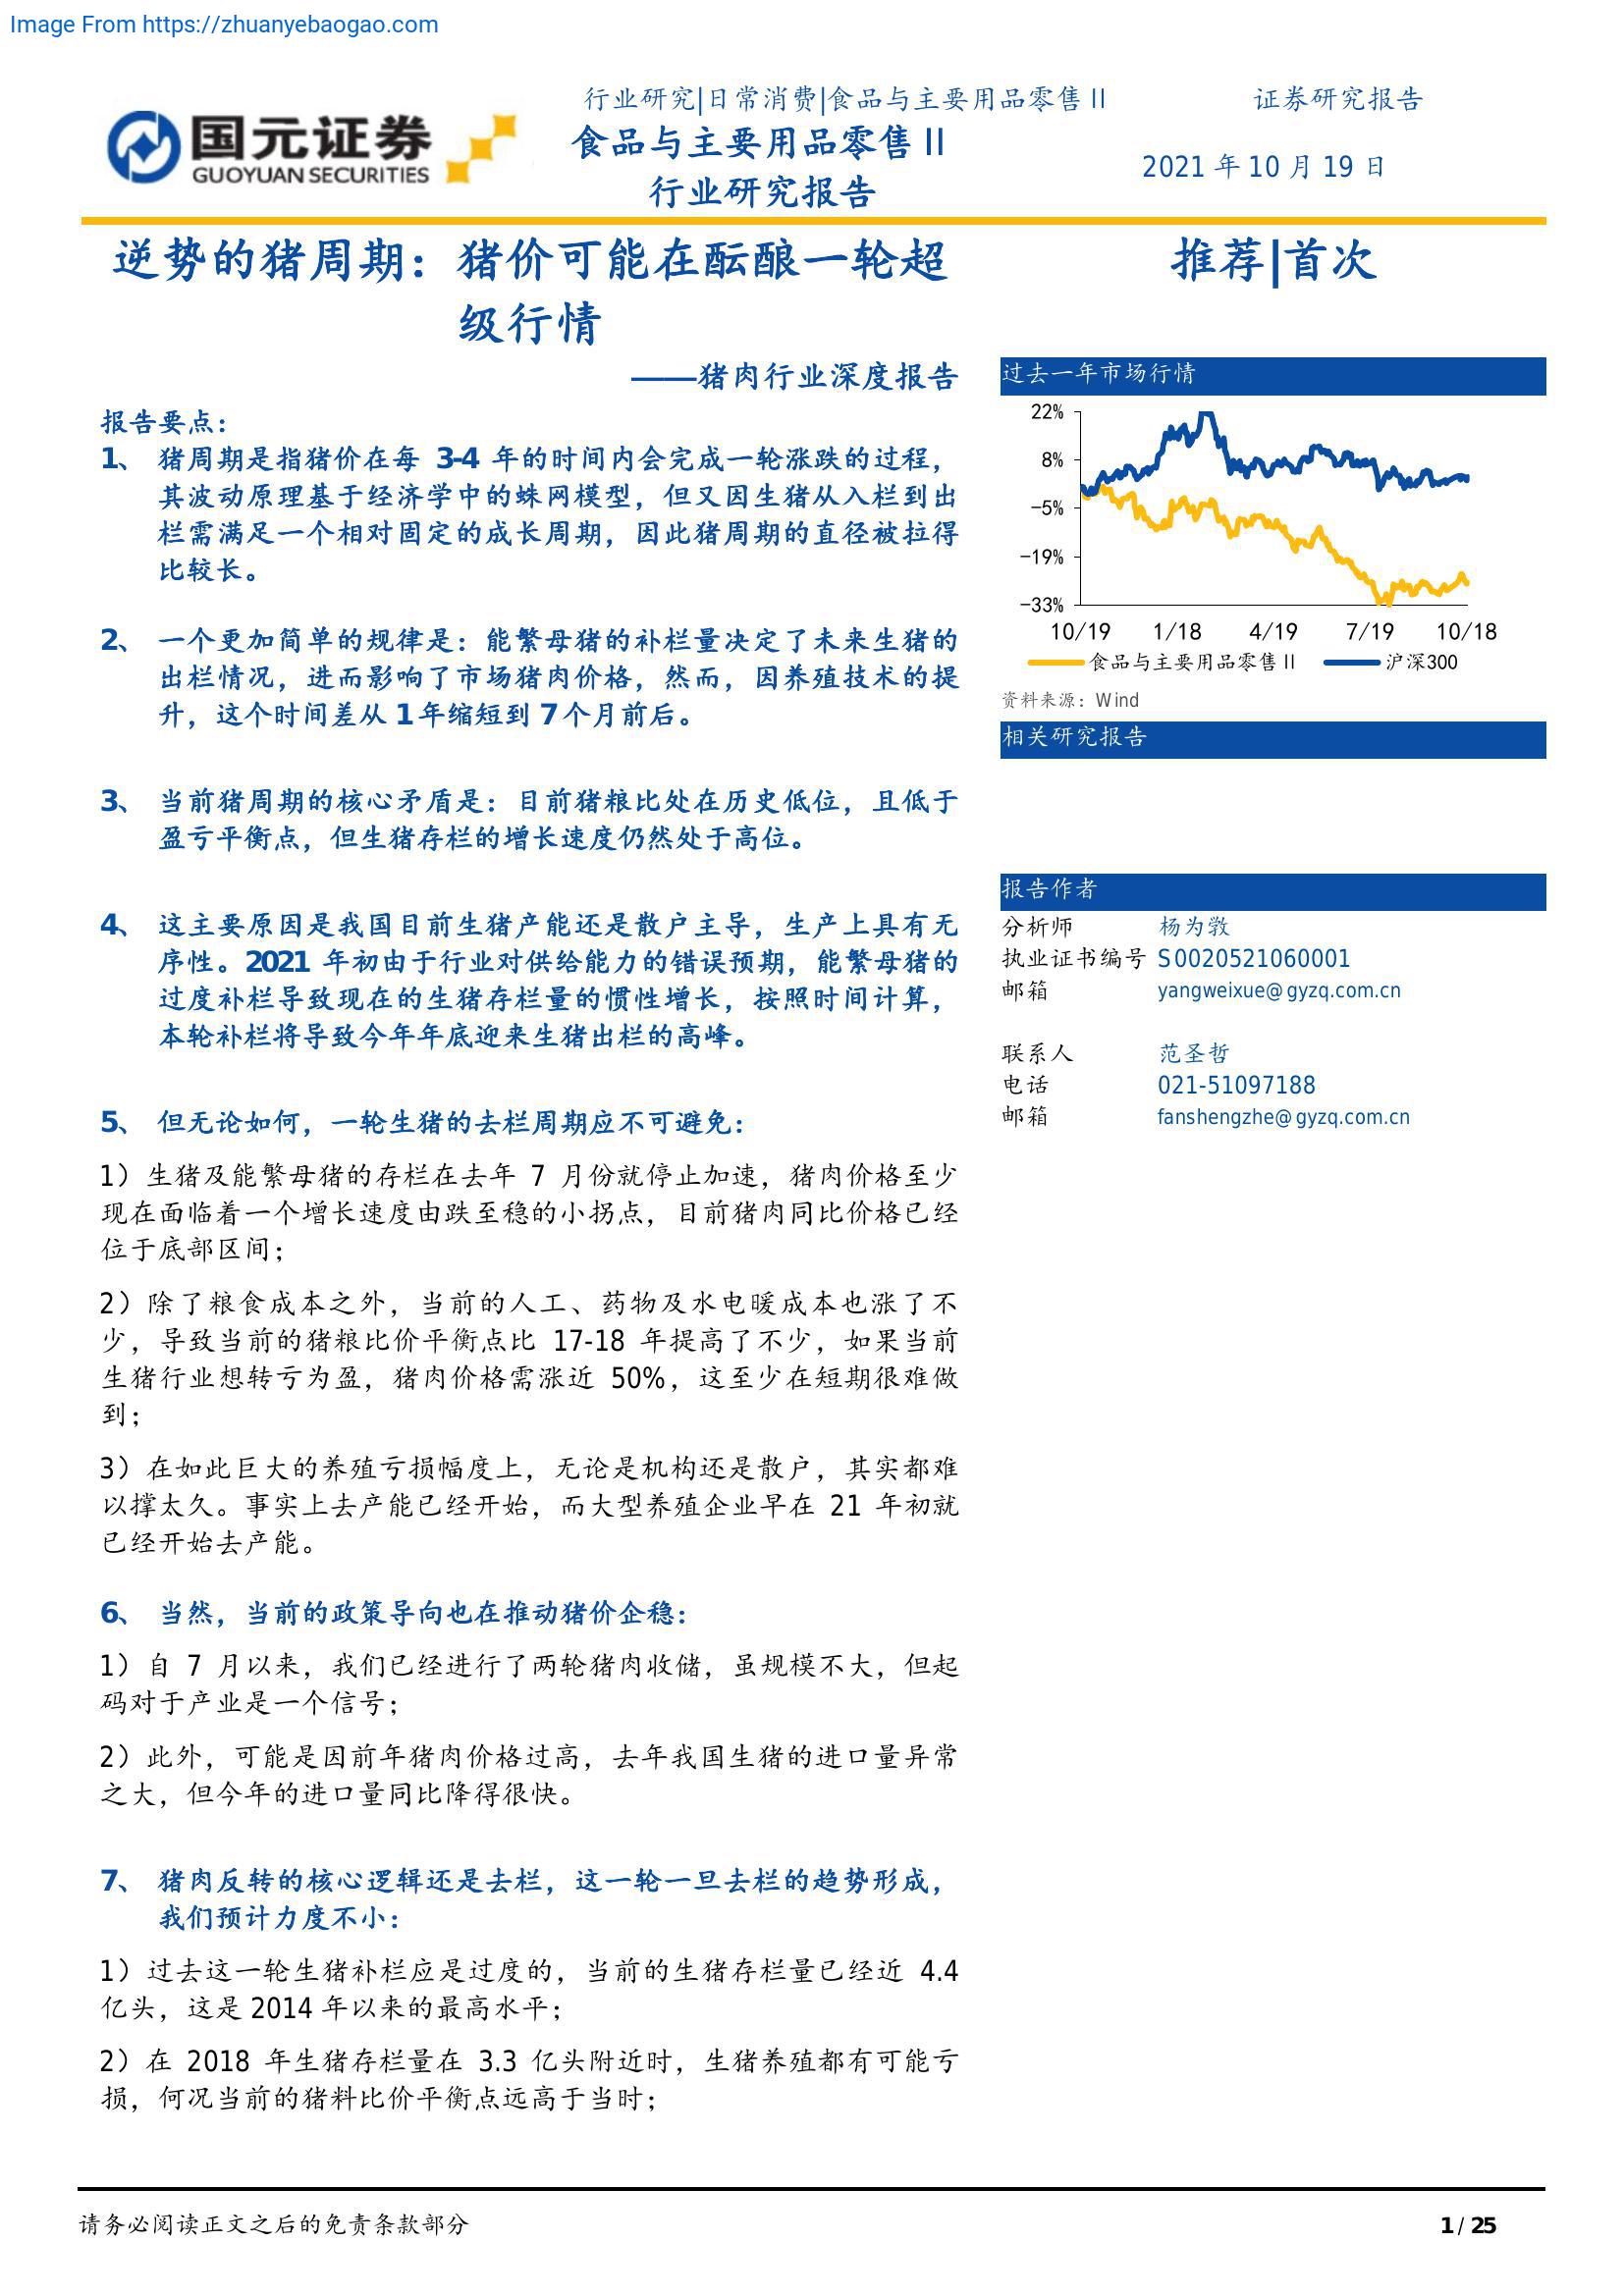 Image From https://zhuanyebaogao.com
国元证券
GUOYUAN SECURITIES
行业研究|日常消费|食品与主要用品零售Ⅱ
证券研究报告
食品与主要用品零售Ⅱ
行业研究报告
2021 年 10 月 19 日
逆势的猪周期：猪价可能在酝酿一轮超
级行情
——猪肉行业深度报告
报告要点：
1、 猪周期是指猪价在每 3-4 年的时间内会完成一轮涨跌的过程，
其波动原理基于经济学中的蛛网模型，但又因生猪从入栏到出
栏需满足一个相对固定的成长周期，因此猪周期的直径被拉得
比较长。
2、 一个更加简单的规律是：能繁母猪的补栏量决定了未来生猪的
出栏情况，进而影响了市场猪肉价格，然而，因养殖技术的提
升，这个时间差从 1 年缩短到 7 个月前后。
3、 当前猪周期的核心矛盾是：目前猪粮比处在历史低位，且低于
盈亏平衡点，但生猪存栏的增长速度仍然处于高位。
4、 这主要原因是我国目前生猪产能还是散户主导，生产上具有无
序性。2021 年初由于行业对供给能力的错误预期，能繁母猪的
过度补栏导致现在的生猪存栏量的惯性增长，按照时间计算，
本轮补栏将导致今年年底迎来生猪出栏的高峰。
5、 但无论如何，一轮生猪的去栏周期应不可避免：
1）生猪及能繁母猪的存栏在去年 7 月份就停止加速，猪肉价格至少
现在面临着一个增长速度由跌至稳的小拐点，目前猪肉同比价格已经
位于底部区间；
2）除了粮食成本之外，当前的人工、药物及水电暖成本也涨了不
少，导致当前的猪粮比价平衡点比 17-18 年提高了不少，如果当前
生猪行业想转亏为盈，猪肉价格需涨近 50%，这至少在短期很难做
到；
3）在如此巨大的养殖亏损幅度上，无论是机构还是散户，其实都难
以撑太久。事实上去产能已经开始，而大型养殖企业早在 21 年初就
已经开始去产能。
6、 当然，当前的政策导向也在推动猪价企稳：
1）自 7 月以来，我们已经进行了两轮猪肉收储，虽规模不大，但起
码对于产业是一个信号；
2）此外，可能是因前年猪肉价格过高，去年我国生猪的进口量异常
之大，但今年的进口量同比降得很快。
7、 猪肉反转的核心逻辑还是去栏，这一轮一旦去栏的趋势形成，
我们预计力度不小：
1）过去这一轮生猪补栏应是过度的，当前的生猪存栏量已经近 4.4
亿头，这是 2014 年以来的最高水平；
2）在 2018 年生猪存栏量在 3.3 亿头附近时，生猪养殖都有可能亏
损，何况当前的猪料比价平衡点远高于当时；
推荐|首次
过去一年市场行情
22%
8%
-5%
-19%
-33%
10/19 1/18 4/19 7/19 10/18
食品与主要用品零售Ⅱ 沪深300
资料来源：Wind
相关研究报告
报告作者
分析师 杨为敩
执业证书编号 S0020521060001
邮箱 yangweixue@gyzq.com.cn
联系人 范圣哲
电话 021-51097188
邮箱 fanshengzhe@gyzq.com.cn
请务必阅读正文之后的免责条款部分
1 / 25